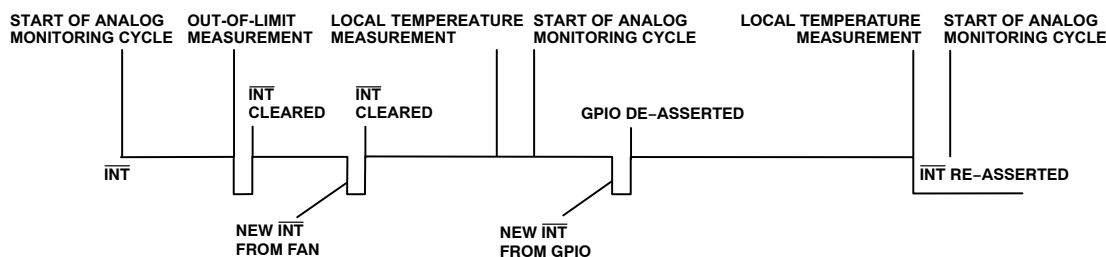 START OF ANALOG
MONITORING CYCLE
OUT-OF-LIMIT
MEASUREMENT
LOCAL TEMPEREATURE
MEASUREMENT
START OF ANALOG
MONITORING CYCLE
LOCAL TEMPERATURE
MEASUREMENT
START OF ANALOG
MONITORING CYCLE
INT
CLEARED
INT
CLEARED
GPIO DE–ASSERTED
INT
INT RE–ASSERTED
NEW INT
FROM FAN
NEW INT
FROM GPIO